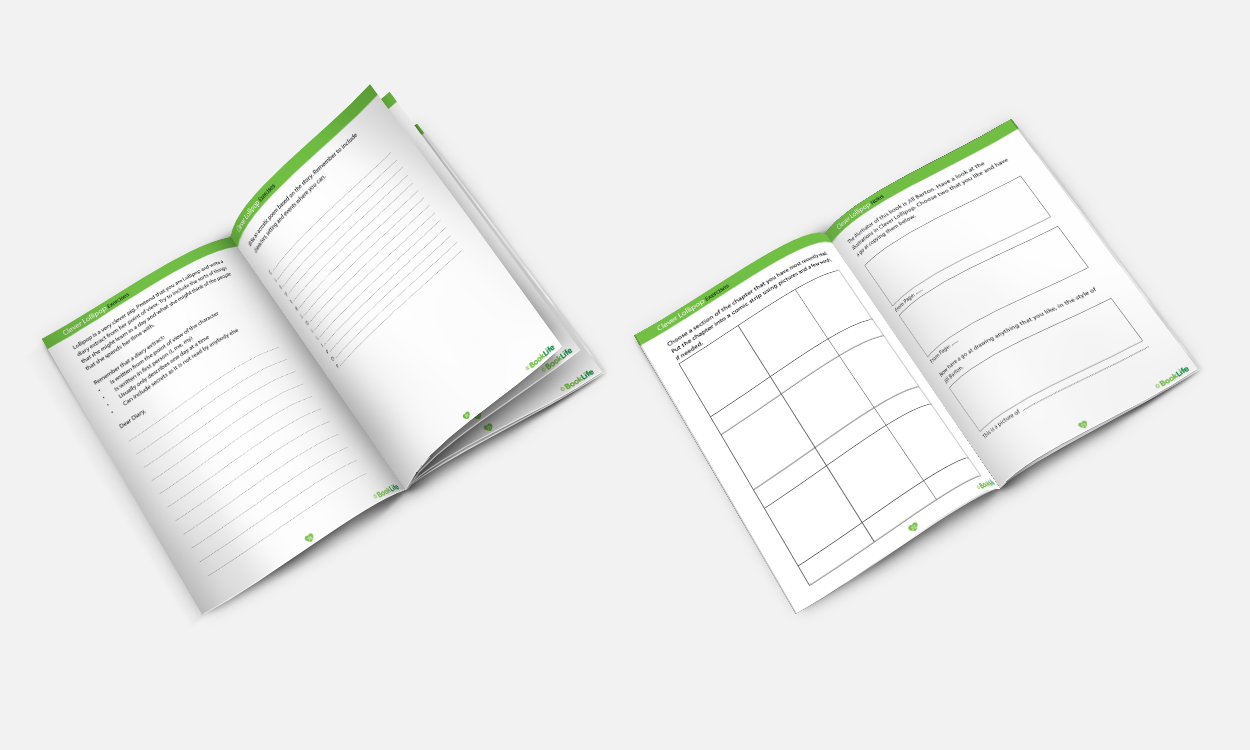 Clever Lollipop Exercises
Lollipop is a very clever pig. Pretend that you are Lollipop and write a
diary extract from her point of view. Try to include the sorts of things
that she might learn in a day and what she might think of the people
that she spends her time with.
Remember that a diary extract:
• Is written from the point of view of the character
• Is written in first person (I, me, my)
• Usually only describes one day at a time
• Can include secrets as it is not read by anybody else
Dear Diary,
©BookLife
Clever Lollipop Exercises
Write an acrostic poem based on the story. Remember to include
characters, setting and events where you can.
©BookLife
©BookLife
©BookLife
Clever Lollipop Exercises
Choose a section of the chapter that you have most recently read.
Put the chapter into a comic strip using pictures and a few words,
if needed.
©BookLife
Clever Lollipop
The illustrator of this book is Jill Barton. Have a look at the
illustrations in Clever Lollipop. Choose two that you like and have
a go at copying them below.
From Page: ___
From Page: ___
Now have a go at drawing anything that you like, in the style of
Jill Barton.
This is a picture of
©BookLife